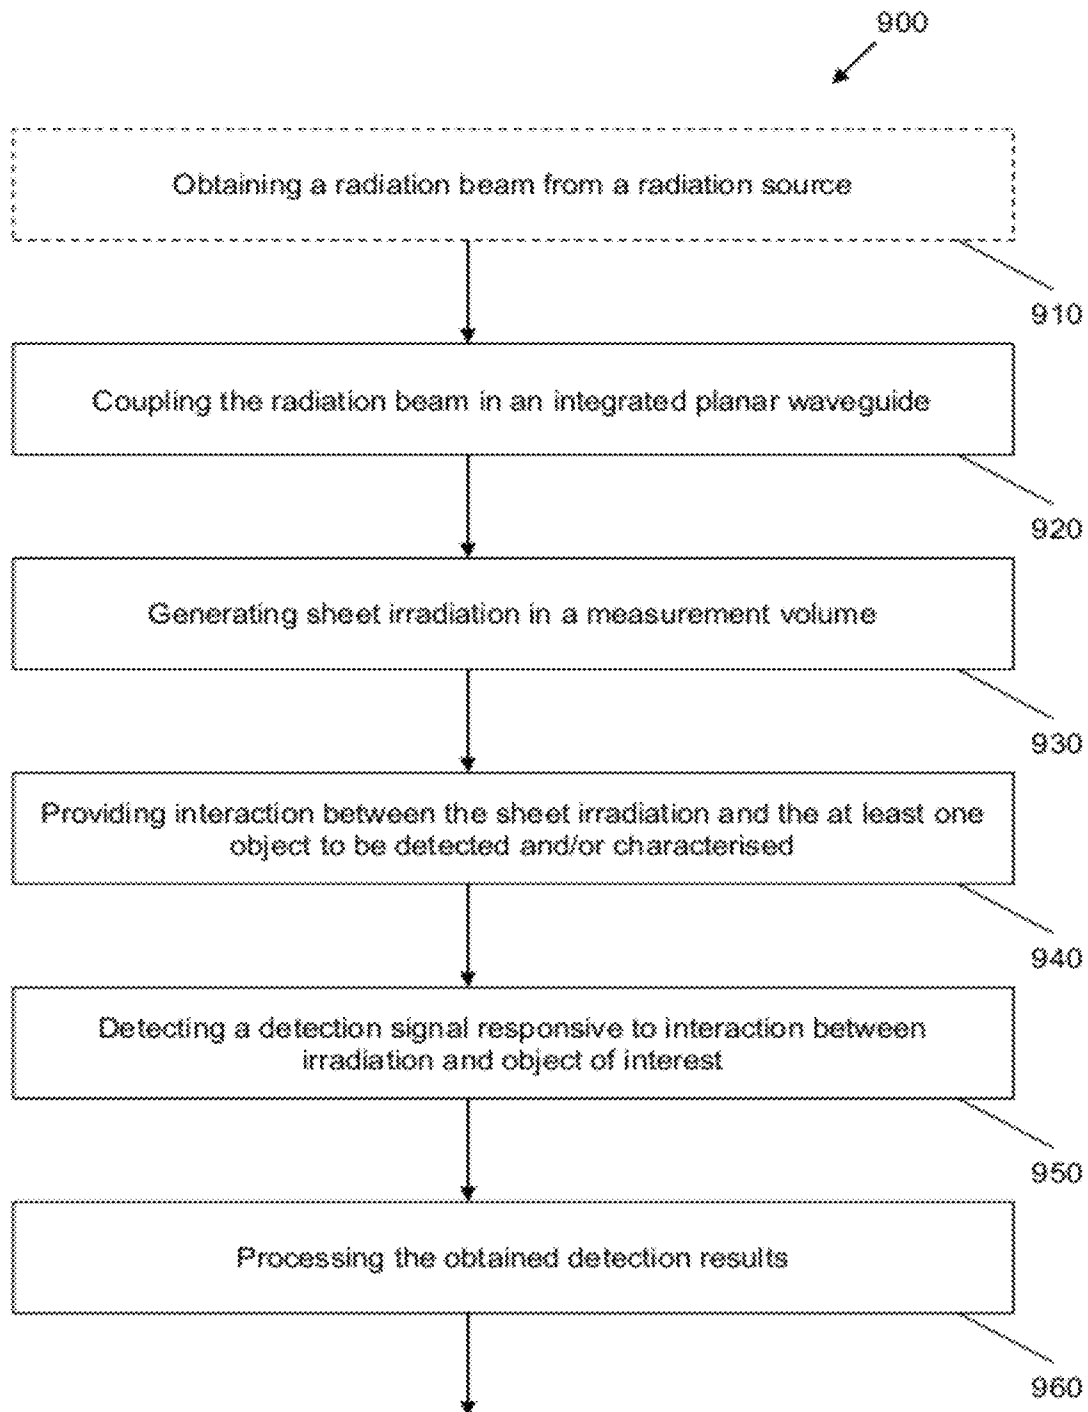 900
Obtaining a radiation beam from a radiation source
910
Coupling the radiation beam in an integrated planar waveguide
920
Generating sheet irradiation in a measurement volume
930
Providing interaction between the sheet irradiation and the at least one
object to be detected and/or characterised
940
Detecting a detection signal responsive to interaction between
irradiation and object of interest
950
Processing the obtained detection results
960